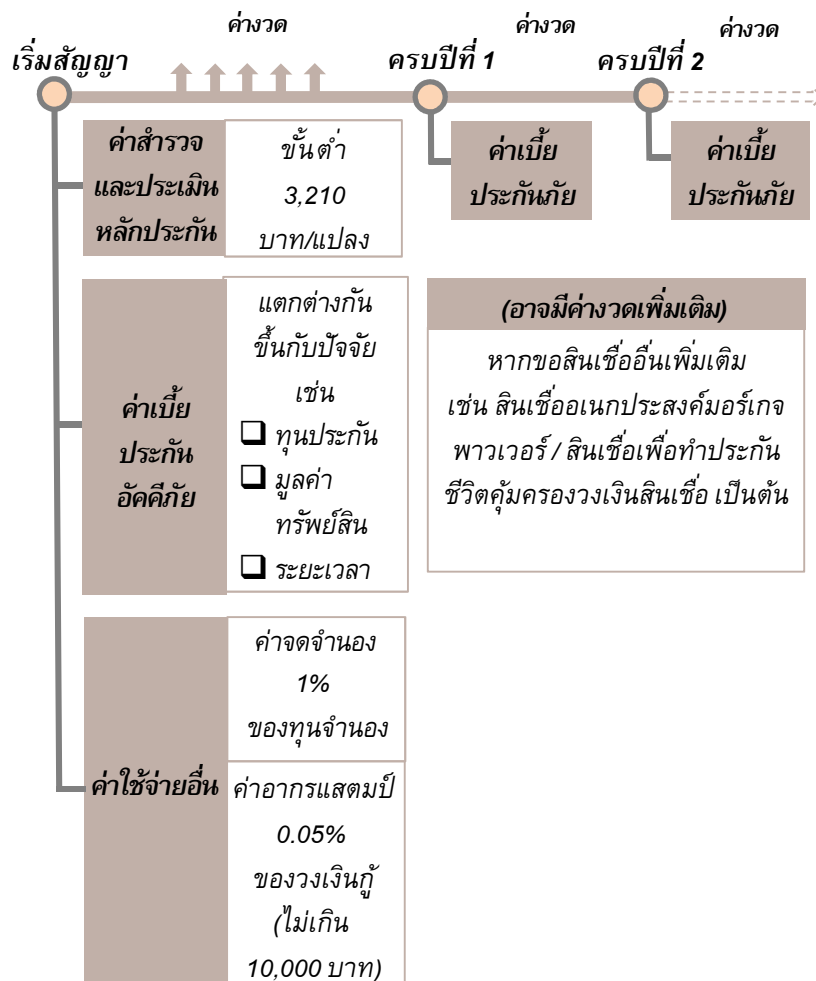 ค่างวด
ค่างวด
ค่างวด
เริ่มสัญญา
ครบปีที่ 1
ครบปีที่ 2
ค่าสำรวจ
และประเมิน
หลักประกัน
ขั้นต่ำ
3,210
บาท/แปลง
ค่าเบี้ย
ประกันภัย
ค่าเบี้ย
ประกันภัย
ค่าเบี้ย
ประกัน
อัคคีภัย
แตกต่างกัน
ขึ้นกับปัจจัย
เช่น
❑ ทุนประกัน
❑ มูลค่า
ทรัพย์สิน
❑ ระยะเวลา
(อาจมีค่างวดเพิ่มเติม)
หากขอสินเชื่ออื่นเพิ่มเติม
เช่น สินเชื่ออเนกประสงค์มอร์เกจ
พาวเวอร์ / สินเชื่อเพื่อทำประกัน
ชีวิตคุ้มครองวงเงินสินเชื่อ เป็นต้น
ค่าใช้จ่ายอื่น
ค่าจดจำนอง
1%
ของทุนจำนอง
ค่าอากรแสตมป์
0.05%
ของวงเงินกู้
(ไม่เกิน
10,000 บาท)